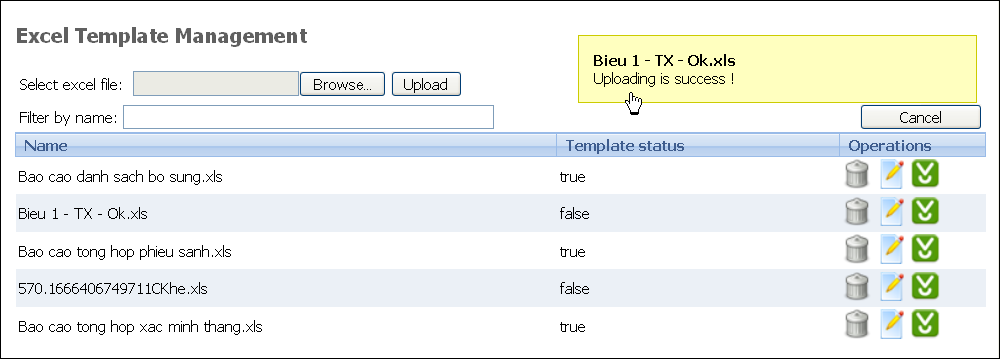 Excel Template Management
Bieu 1 - TX - Ok.xls
Uploading is success !
Select excel file: Browse... Upload
Filter by name: Cancel
Name Template status Operations
Bao cao danh sach bo sung.xls true
Bieu 1 - TX - Ok.xls false
Bao cao tong hop phieu sanh.xls true
570.1666406749711CKhe.xls false
Bao cao tong hop xac minh thang.xls true